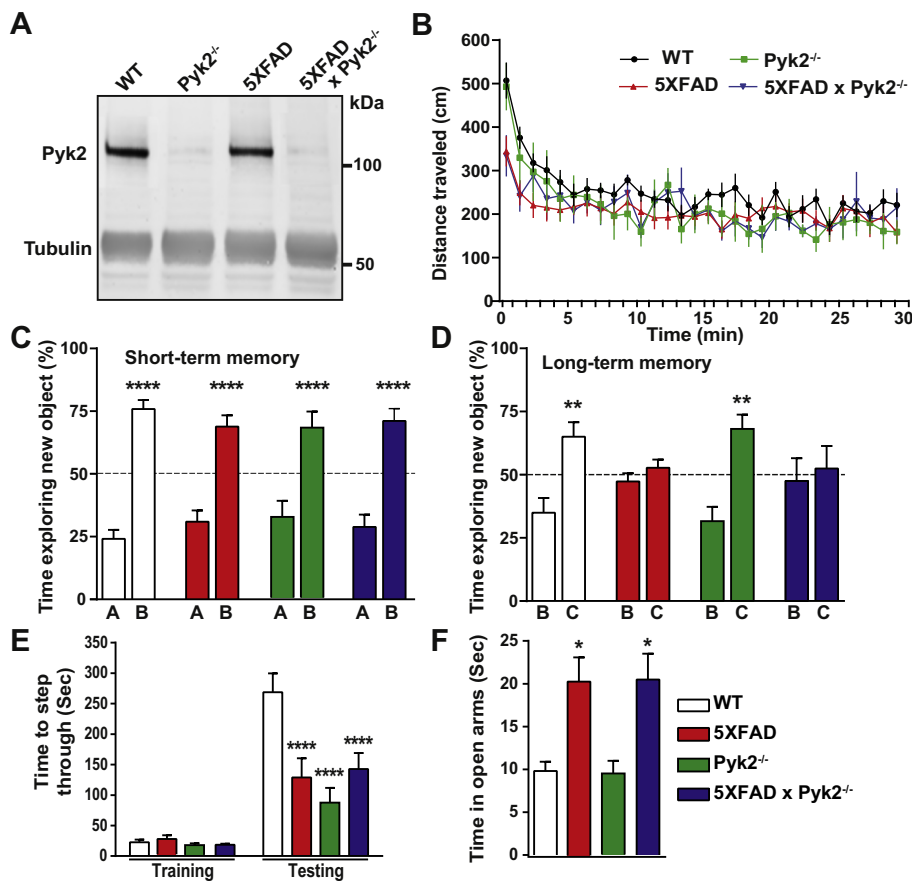 A
WT
Pyk2-/-
5XFAD
5XFAD
x Pyk2-/-
kDa
Pyk2
100
Tubulin
50
B
Distance traveled (cm)
600
500
400
300
200
100
0
WT
Pyk2-/-
5XFAD
5XFAD x Pyk2-/-
0 5 10 15 20 25 30
Time (min)
C
Time exploring new object (%)
75
50
25
0
Short-term memory
**** **** **** ****
A B A B A B A B
D
Time exploring new object (%)
100
75
50
25
0
Long-term memory
** **
B C B C B C B C
E
Time to step
through (Sec)
350
300
250
200
150
100
50
0
**** **** ****
Training Testing
F
Time in open arms (Sec)
25
20
15
10
5
0
* *
WT
5XFAD
Pyk2-/-
5XFAD x Pyk2-/-